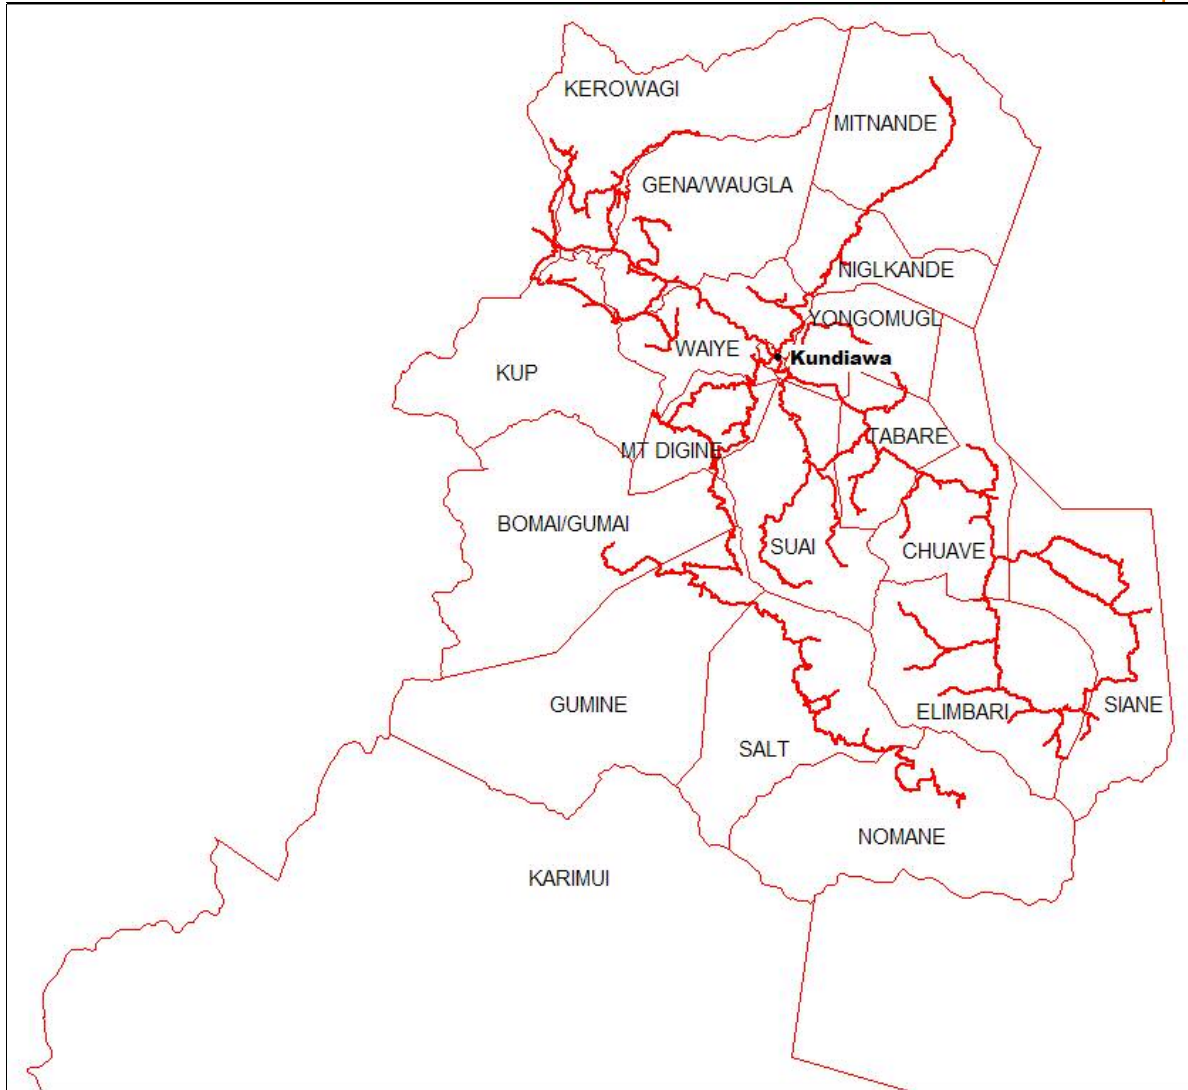 KEROWAGI
MITNANDE
GENA/WAUGLA
NIGLKANDE
YONGOMUGL
WAIYE
Kundiawa
KUP
TABARE
MT DIGINE
BOMAI/GUMAI
SUAI
CHUAVE
GUMINE
ELIMBARI
SIANE
SALT
NOMANE
KARIMUI